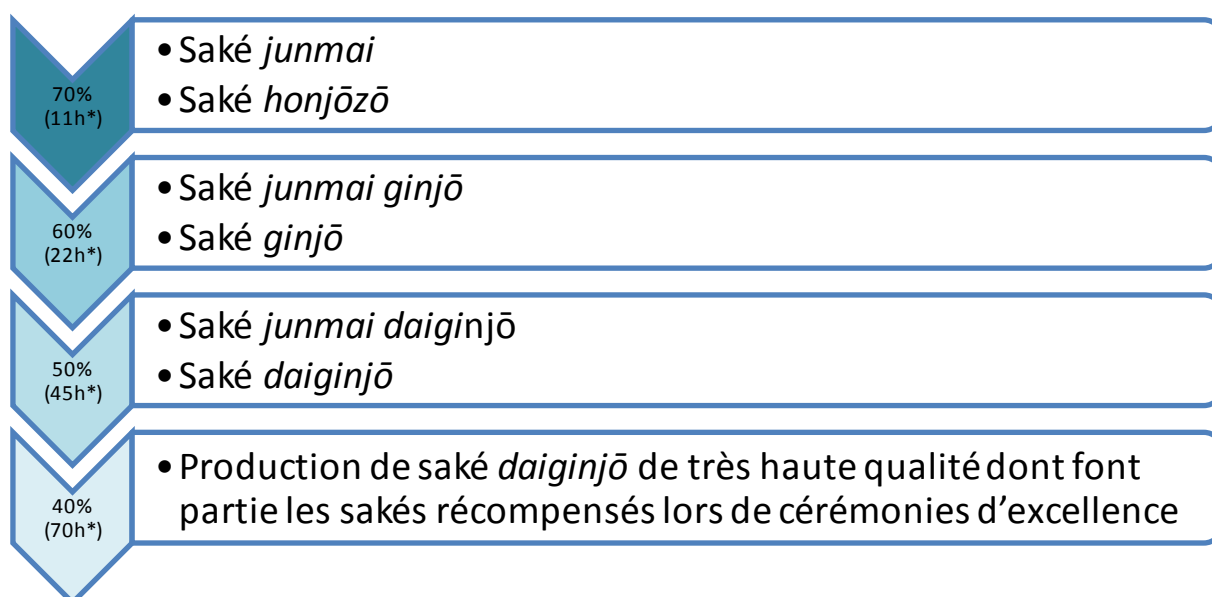 70%
(11h*)
• Saké junmai
• Saké honjōzō
60%
(22h*)
• Saké junmai ginjō
• Saké ginjō
50%
(45h*)
• Saké junmai daiginjō
• Saké daiginjō
40%
(70h*)
• Production de saké daiginjō de très haute qualité dont font
partie les sakés récompensés lors de cérémonies d’excellence